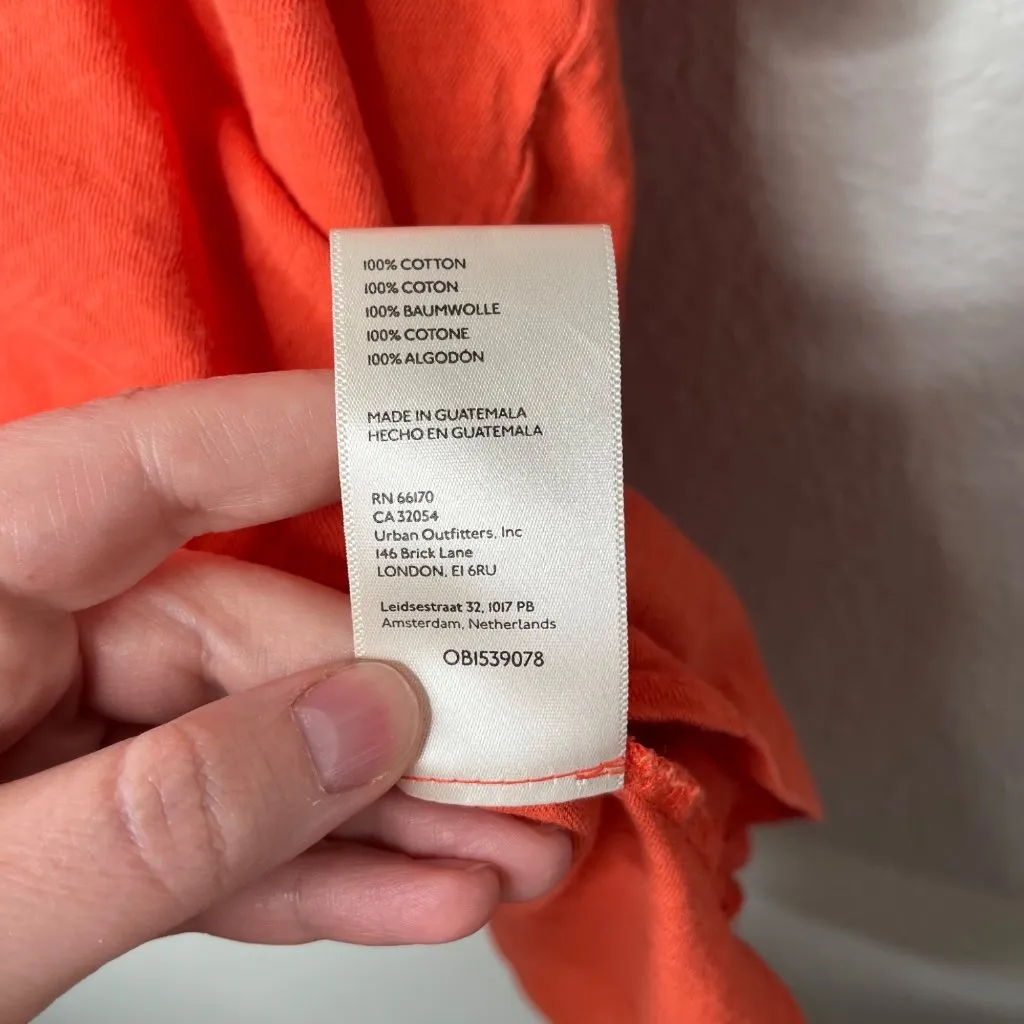 100% COTTON
100% COTON
100% BAUMWOLLE
100% COTONE
100% ALGODÓN
MADE IN GUATEMALA
HECHO EN GUATEMALA
RN 66170
CA 32054
Urban Outfitters, Inc
146 Brick Lane
LONDON, E1 6RU
Leidsestraat 32, 1017 PB
Amsterdam, Netherlands
OB1539078